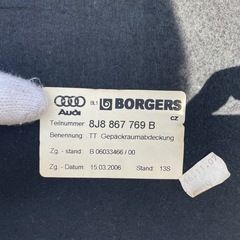 BL1 BORGERS
Audi
CZ
Teilnummer: 8J8 867 769 B
Benennung: TT Gepäckraumabdeckung
Zg. - stand: B 06033466 / 00
Zg. - Datum: 15.03.2006 Stand: 13S